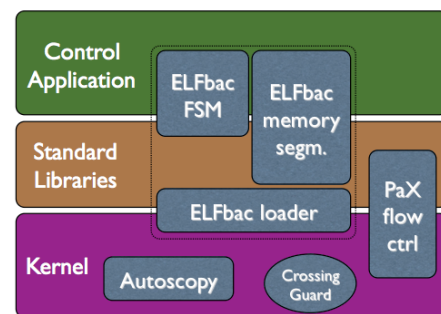 Control
Application
ELFbac
FSM
ELFbac
memory
segm.
Standard
Libraries
PaX
flow
ctrl
ELFbac loader
Kernel
Autoscopy
Crossing
Guard